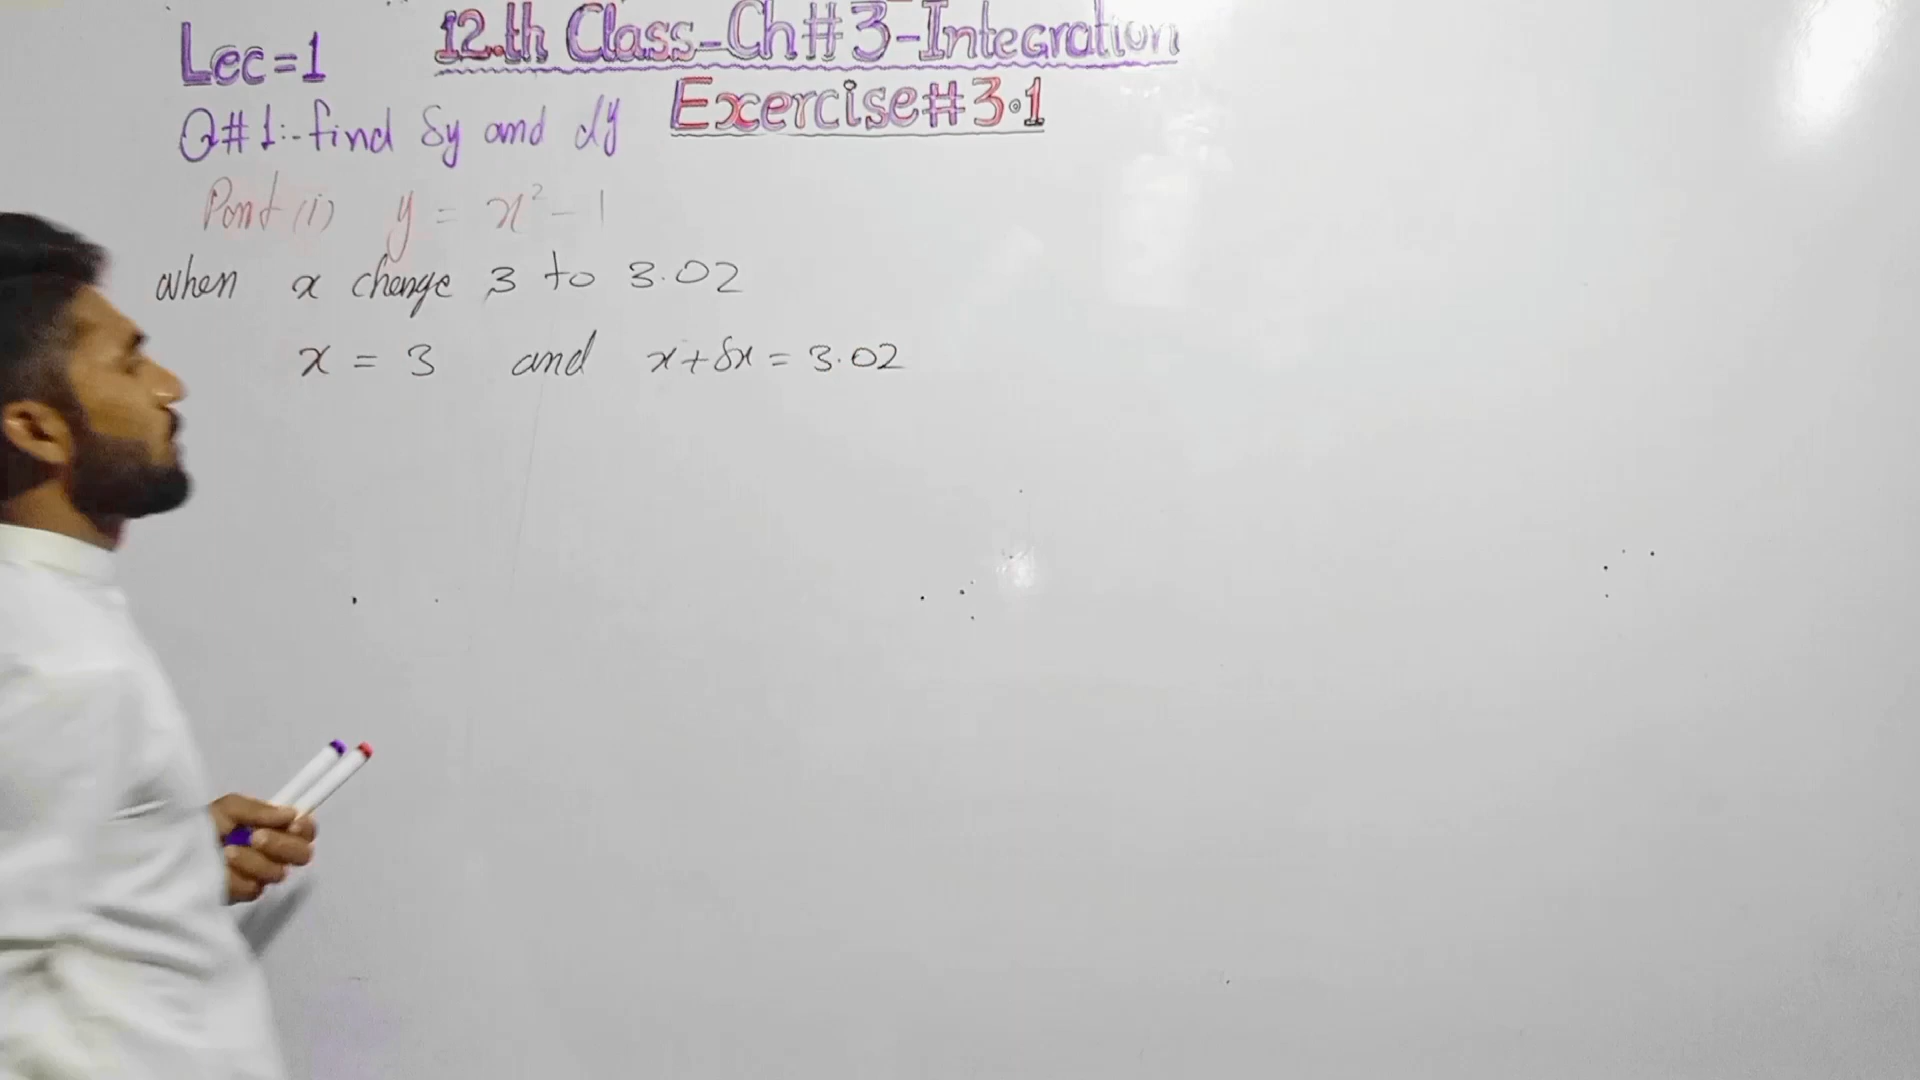 Lec=1 12.th Class-Ch#3-Integration
Exercise#3.1
Q#1:-find δy and dy
Part (i) y = x² - 1
when x change 3 to 3.02
x = 3 and x+δx = 3.02